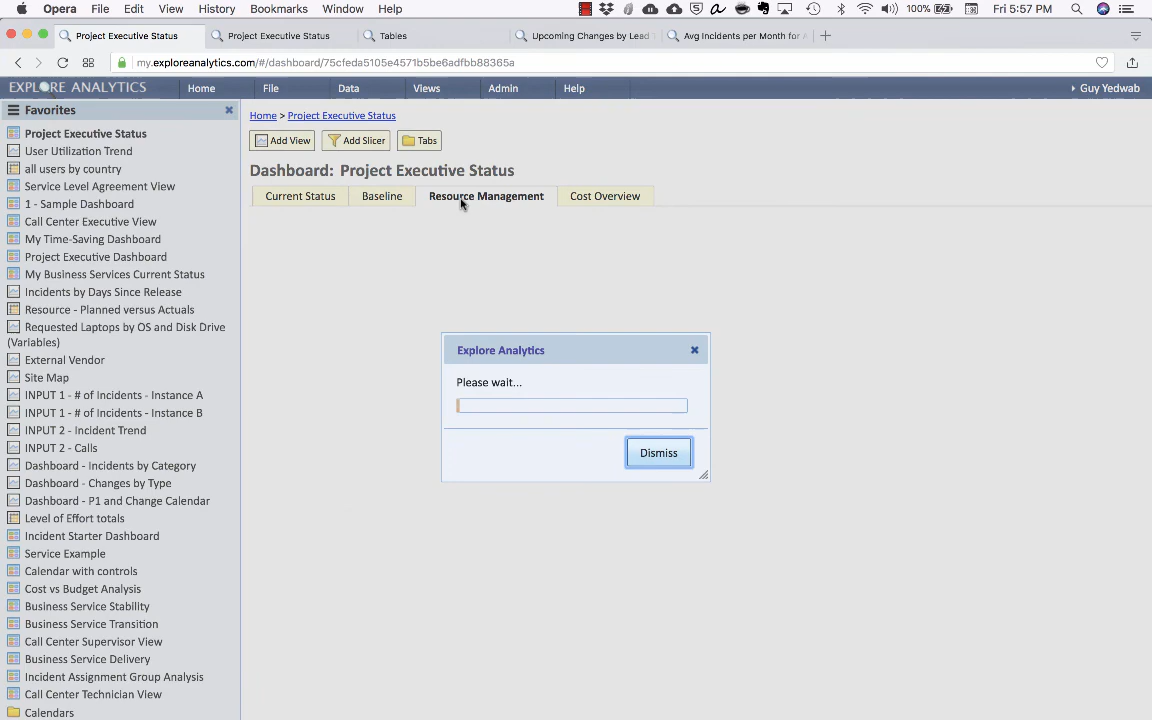 Opera File Edit View History Bookmarks Window Help 100% Fri 5:57 PM
Project Executive Status Project Executive Status Tables Upcoming Changes by Lead Avg Incidents per Month for A
my.exploreanalytics.com/#/dashboard/75cfeda5105e4571b5be6adfbb88365a
EXPLORE ANALYTICS Home File Data Views Admin Help Guy Yedwab
Favorites
Project Executive Status
User Utilization Trend
all users by country
Service Level Agreement View
1 - Sample Dashboard
Call Center Executive View
My Time-Saving Dashboard
Project Executive Dashboard
My Business Services Current Status
Incidents by Days Since Release
Resource - Planned versus Actuals
Requested Laptops by OS and Disk Drive
(Variables)
External Vendor
Site Map
INPUT 1 - # of Incidents - Instance A
INPUT 1 - # of Incidents - Instance B
INPUT 2 - Incident Trend
INPUT 2 - Calls
Dashboard - Incidents by Category
Dashboard - Changes by Type
Dashboard - P1 and Change Calendar
Level of Effort totals
Incident Starter Dashboard
Service Example
Calendar with controls
Cost vs Budget Analysis
Business Service Stability
Business Service Transition
Call Center Supervisor View
Business Service Delivery
Incident Assignment Group Analysis
Call Center Technician View
Calendars
Home > Project Executive Status
Add View Add Slicer Tabs
Dashboard: Project Executive Status
Current Status Baseline Resource Management Cost Overview
Explore Analytics
Please wait...
Dismiss